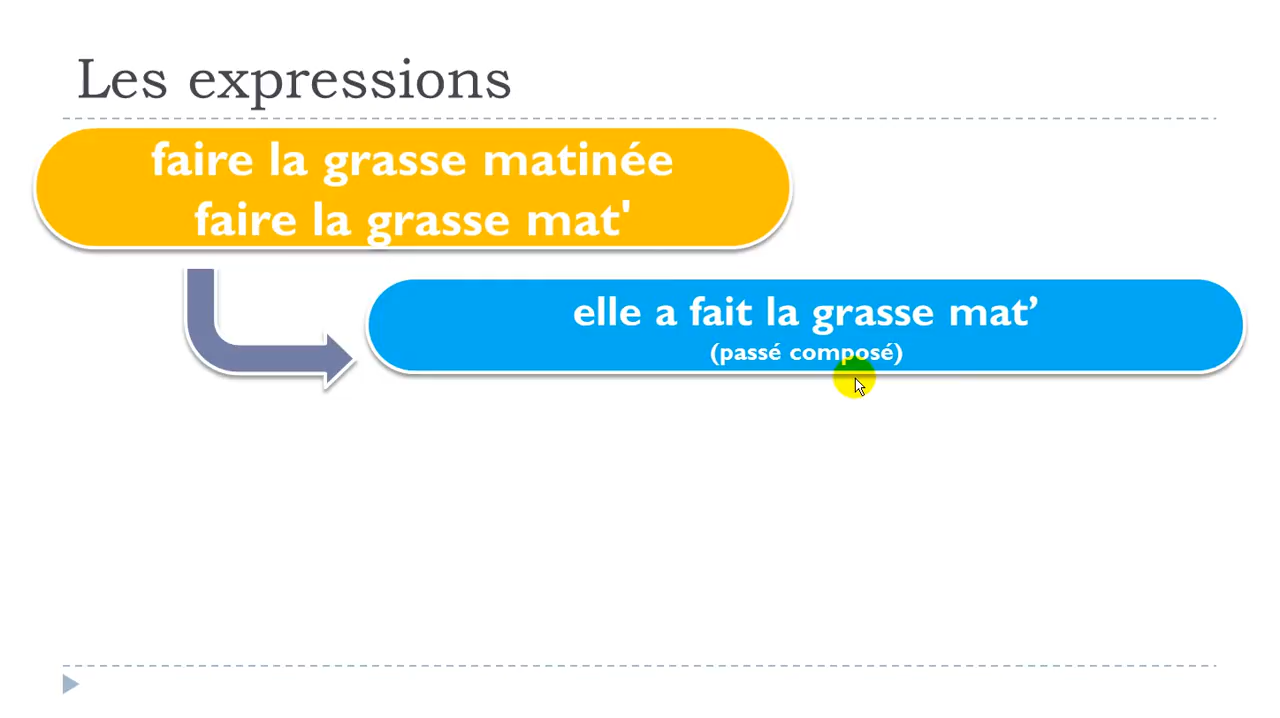 Les expressions
faire la grasse matinée
faire la grasse mat'
elle a fait la grasse mat’
(passé composé)